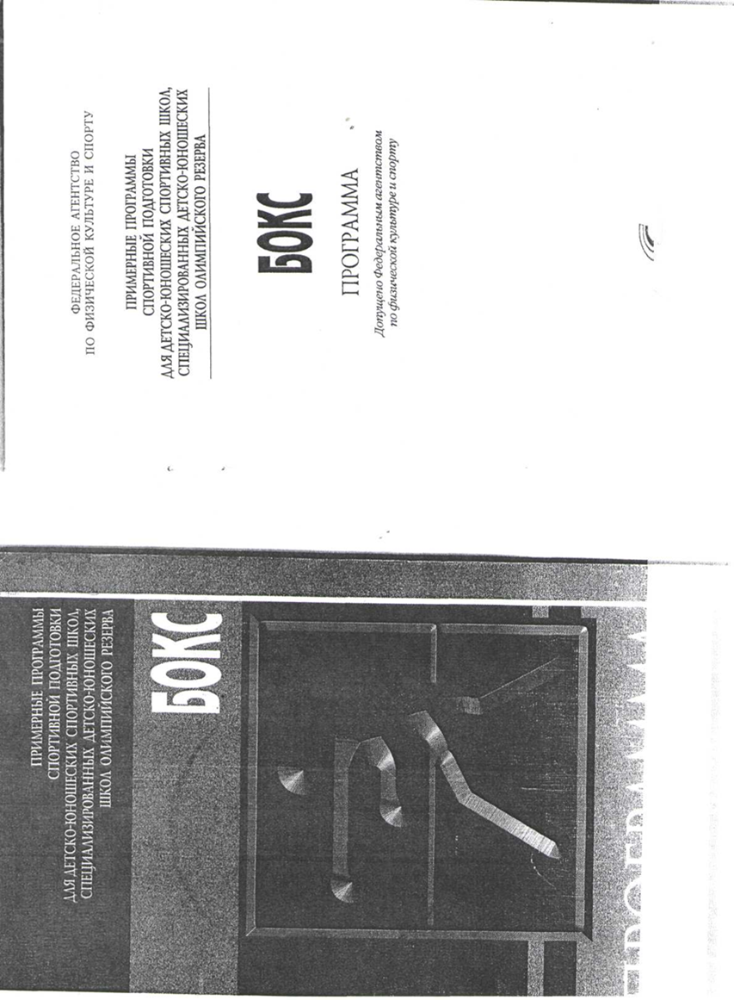 ПРИМЕРНЫЕ ПРОГРАММЫ
СПОРТИВНОЙ ПОДГОТОВКИ
ДЛЯ ДЕТСКО-ЮНОШЕСКИХ СПОРТИВНЫХ ШКОЛ,
СПЕЦИАЛИЗИРОВАННЫХ ДЕТСКО-ЮНОШЕСКИХ
ШКОЛ ОЛИМПИЙСКОГО РЕЗЕРВА
БОКС
ПРОГРАММА
ФЕДЕРАЛЬНОЕ АГЕНТСТВО
ПО ФИЗИЧЕСКОЙ КУЛЬТУРЕ И СПОРТУ
ПРИМЕРНЫЕ ПРОГРАММЫ
СПОРТИВНОЙ ПОДГОТОВКИ
ДЛЯ ДЕТСКО-ЮНОШЕСКИХ СПОРТИВНЫХ ШКОЛ,
СПЕЦИАЛИЗИРОВАННЫХ ДЕТСКО-ЮНОШЕСКИХ
ШКОЛ ОЛИМПИЙСКОГО РЕЗЕРВА
БОКС
ПРОГРАММА
Допущено Федеральным агентством
по физической культуре и спорту